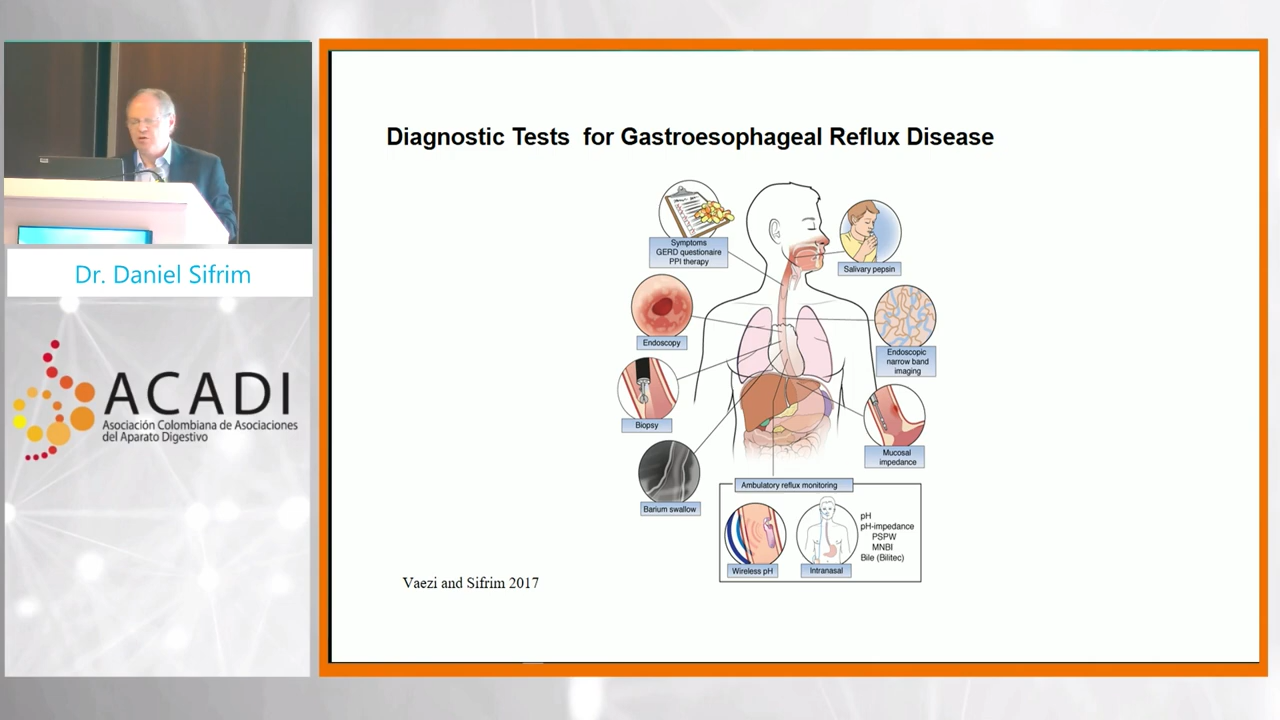 Dr. Daniel Sifrim
ACADI
Asociación Colombiana de Asociaciones
del Aparato Digestivo
Diagnostic Tests for Gastroesophageal Reflux Disease
Symptoms
GERD questionaire
PPI therapy
Salivary pepsin
Endoscopy
Endoscopic
narrow band
imaging
Biopsy
Mucosal
impedance
Barium swallow
Ambulatory reflux monitoring
pH
pH-impedance
PSPW
MNBI
Bile (Bilitec)
Wireless pH
Intranasal
Vaezi and Sifrim 2017